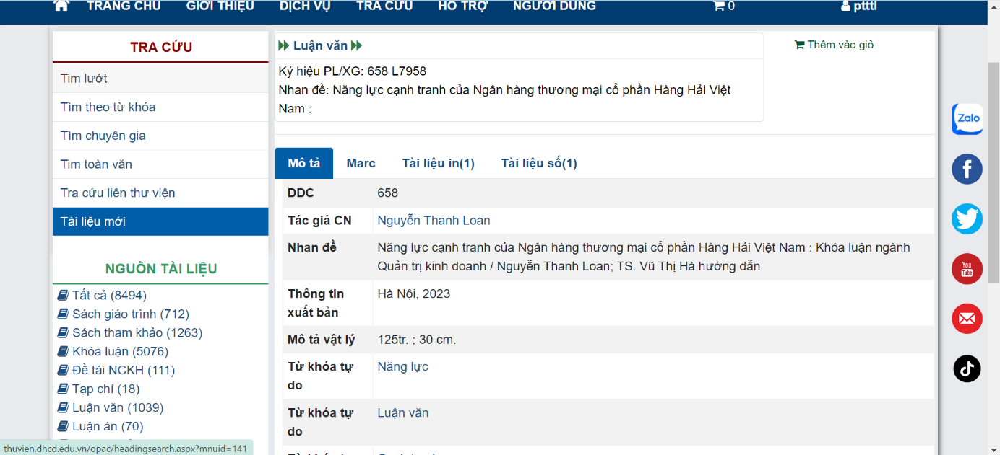 TRANG CHỦ GIỚI THIỆU DỊCH VỤ TRA CỨU HỖ TRỢ NGƯỜI DÙNG 0 ptttl
TRA CỨU
Tìm lướt
Tìm theo từ khóa
Tìm chuyên gia
Tìm toàn văn
Tra cứu liên thư viện
Tài liệu mới
NGUỒN TÀI LIỆU
Tất cả (8494)
Sách giáo trình (712)
Sách tham khảo (1263)
Khóa luận (5076)
Đề tài NCKH (111)
Tạp chí (18)
Luận văn (1039)
Luận án (70)
thuvien.dhcd.edu.vn/opac/headingsearch.aspx?mnuid=141
Luận văn
Thêm vào giỏ
Ký hiệu PL/XG: 658 L7958
Nhan đề: Năng lực cạnh tranh của Ngân hàng thương mại cổ phần Hàng Hải Việt
Nam :
Mô tả Marc Tài liệu in(1) Tài liệu số(1)
DDC 658
Tác giả CN Nguyễn Thanh Loan
Nhan đề Năng lực cạnh tranh của Ngân hàng thương mại cổ phần Hàng Hải Việt Nam : Khóa luận ngành
Quản trị kinh doanh / Nguyễn Thanh Loan; TS. Vũ Thị Hà hướng dẫn
Thông tin Hà Nội, 2023
xuất bản
Mô tả vật lý 125tr. ; 30 cm.
Từ khóa tự Năng lực
do
Từ khóa tự Luận văn
do
Zalo
You
Tube